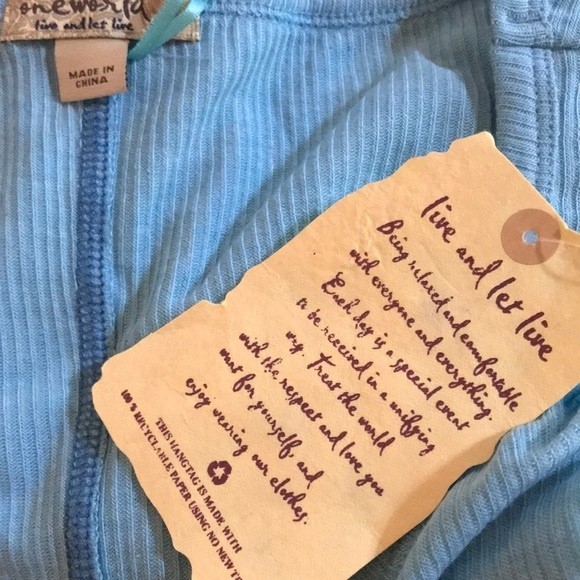 oneworld
live and let live
MADE IN
CHINA
live and let live
Being relaxed and comfortable
with everyone and everything.
Each day is a special event
to be received in a unifying
way. Treat the world
with the respect and love you
want for yourself and
enjoy wearing our clothes.
THIS HANGTAG IS MADE WITH
100% RECYCLABLE PAPER USING NO NEW